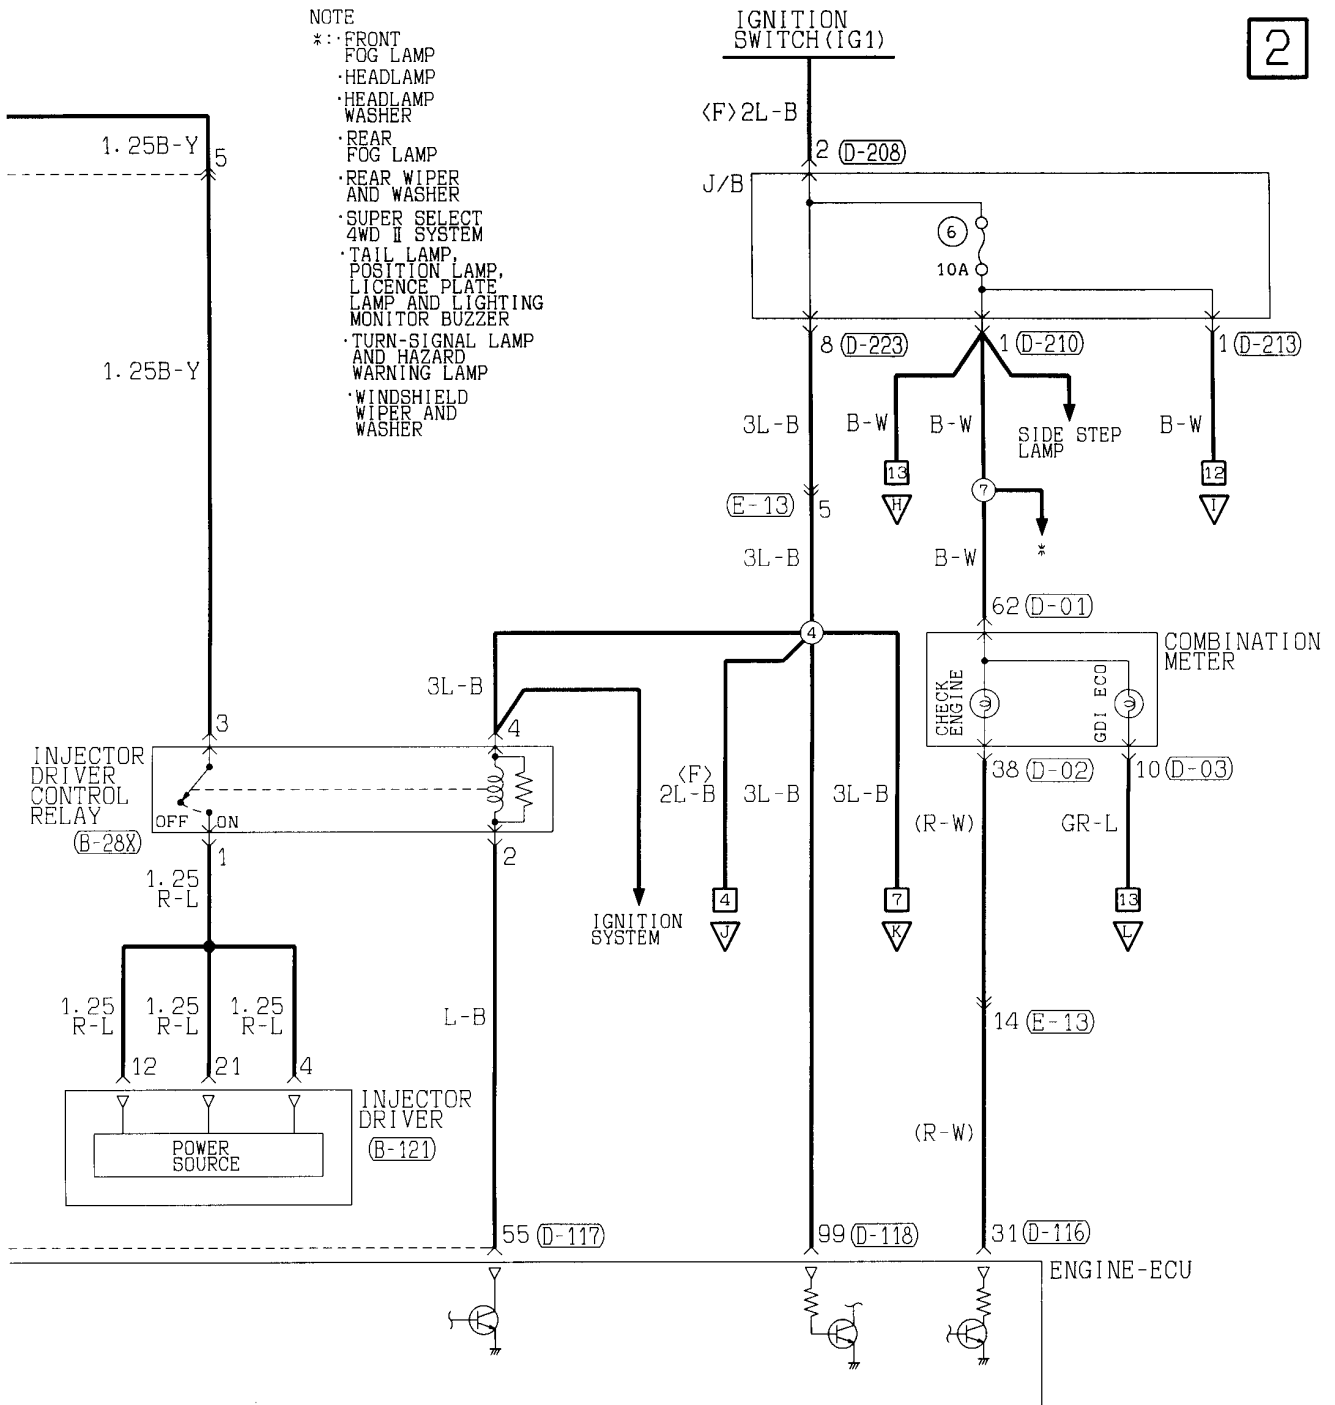 NOTE
*:·FRONT
FOG LAMP
·HEADLAMP
·HEADLAMP
WASHER
·REAR
FOG LAMP
·REAR WIPER
AND WASHER
·SUPER SELECT
4WD Ⅱ SYSTEM
·TAIL LAMP,
POSITION LAMP,
LICENCE PLATE
LAMP AND LIGHTING
MONITOR BUZZER
·TURN-SIGNAL LAMP
AND HAZARD
WARNING LAMP
·WINDSHIELD
WIPER AND
WASHER
IGNITION
SWITCH(IG1)
2
<F>2L-B
2 (D-208)
J/B
6
10A
1.25B-Y
5
1.25B-Y
8 (D-223)
1 (D-210)
1 (D-213)
3L-B
B-W
B-W
SIDE STEP
LAMP
B-W
13
H
7
12
I
(E-13)
5
*
3L-B
B-W
62 (D-01)
4
COMBINATION
METER
CHECK
ENGINE
GDI ECO
3L-B
3
4
INJECTOR
DRIVER
CONTROL
RELAY
(B-28X)
OFF
ON
1
2
<F>
2L-B
3L-B
3L-B
38 (D-02)
10 (D-03)
(R-W)
GR-L
1.25
R-L
IGNITION
SYSTEM
4
J
7
K
13
L
1.25
R-L
1.25
R-L
1.25
R-L
L-B
14 (E-13)
12
21
4
INJECTOR
DRIVER
(B-121)
POWER
SOURCE
(R-W)
55 (D-117)
99 (D-118)
31 (D-116)
ENGINE-ECU